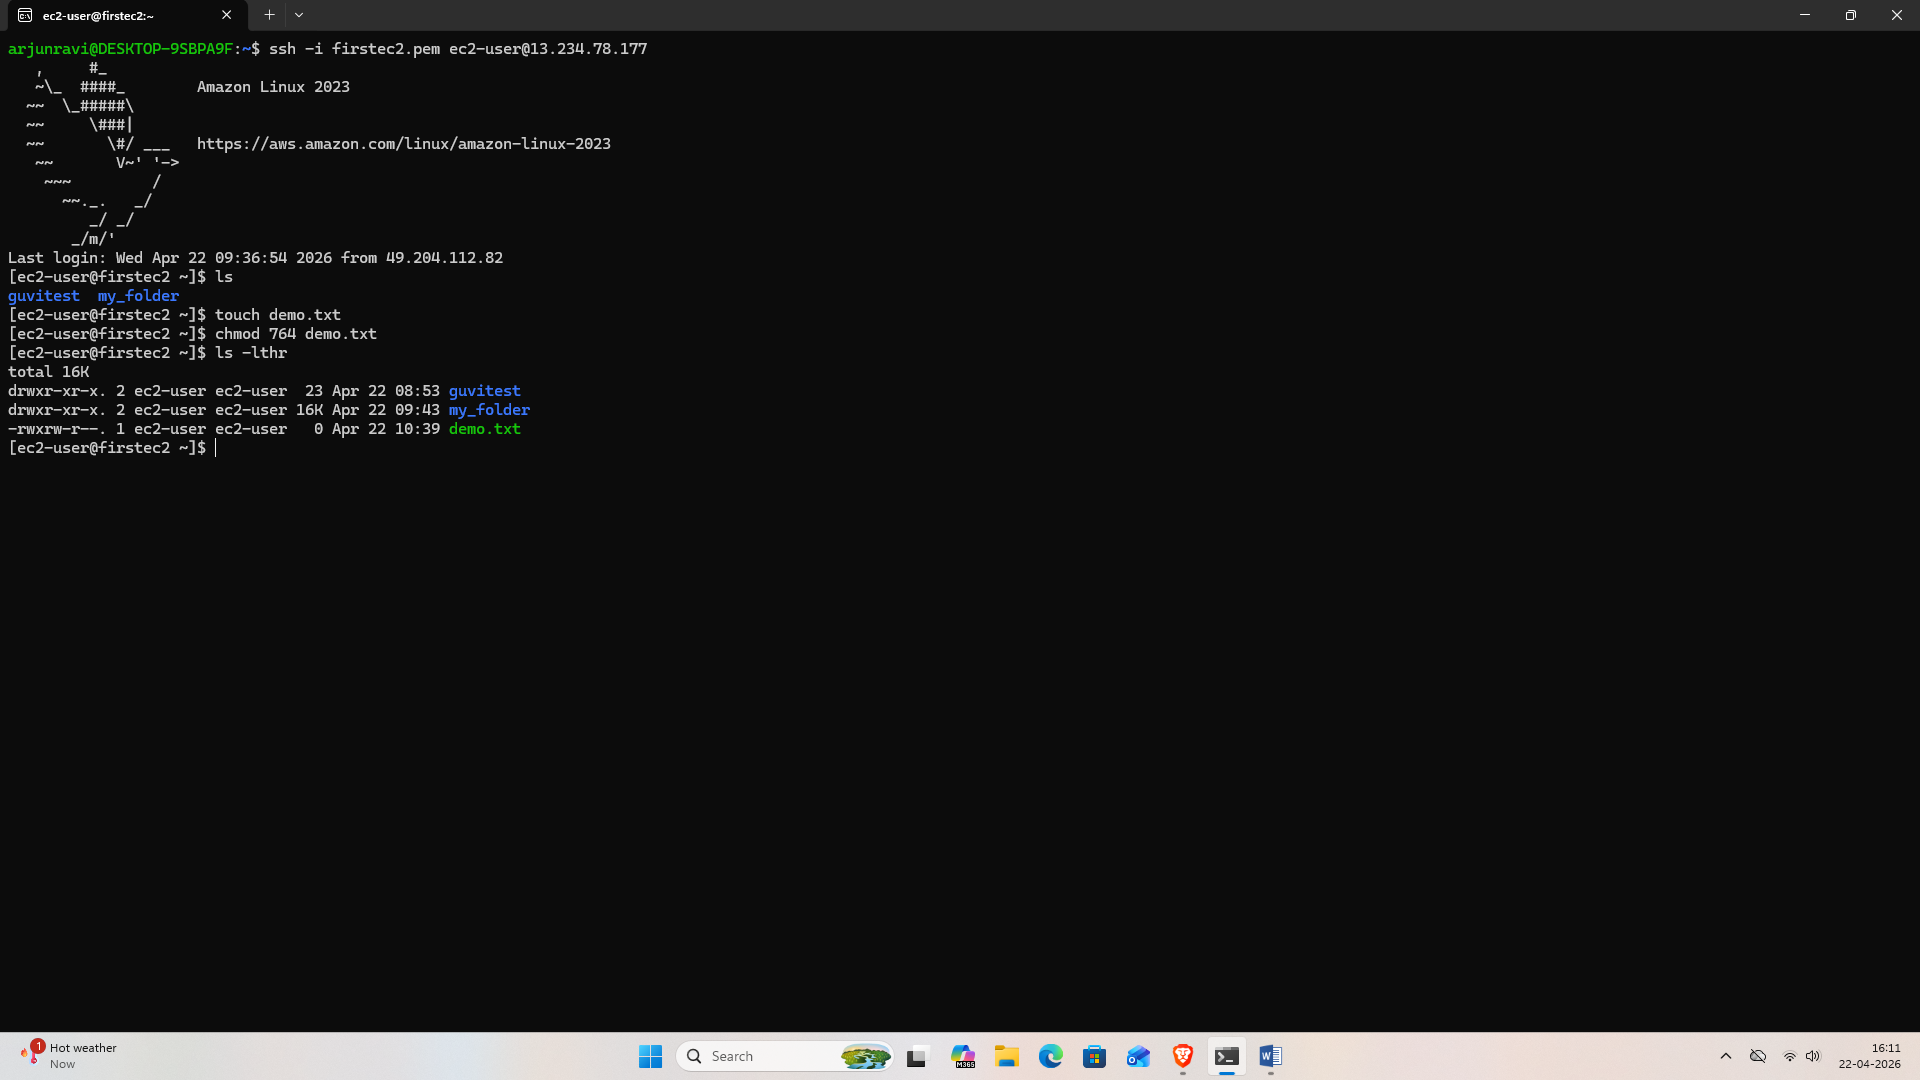 ec2-user@firstec2:~
arjunravi@DESKTOP-9SBPA9F:~$ ssh -i firstec2.pem ec2-user@13.234.78.177
   ,     #_
   ~\_  ####_        Amazon Linux 2023
  ~~  \_#####\
  ~~     \###|
  ~~       \#/ ___   https://aws.amazon.com/linux/amazon-linux-2023
   ~~       V~' '->
    ~~~         /
      ~~._.   _/
         _/ _/
       _/m/'
Last login: Wed Apr 22 09:36:54 2026 from 49.204.112.82
[ec2-user@firstec2 ~]$ ls
guvitest  my_folder
[ec2-user@firstec2 ~]$ touch demo.txt
[ec2-user@firstec2 ~]$ chmod 764 demo.txt
[ec2-user@firstec2 ~]$ ls -lthr
total 16K
drwxr-xr-x. 2 ec2-user ec2-user  23 Apr 22 08:53 guvitest
drwxr-xr-x. 2 ec2-user ec2-user 16K Apr 22 09:43 my_folder
-rwxrw-r--. 1 ec2-user ec2-user   0 Apr 22 10:39 demo.txt
[ec2-user@firstec2 ~]$
1
Hot weather
Now
Search
M365
16:11
22-04-2026